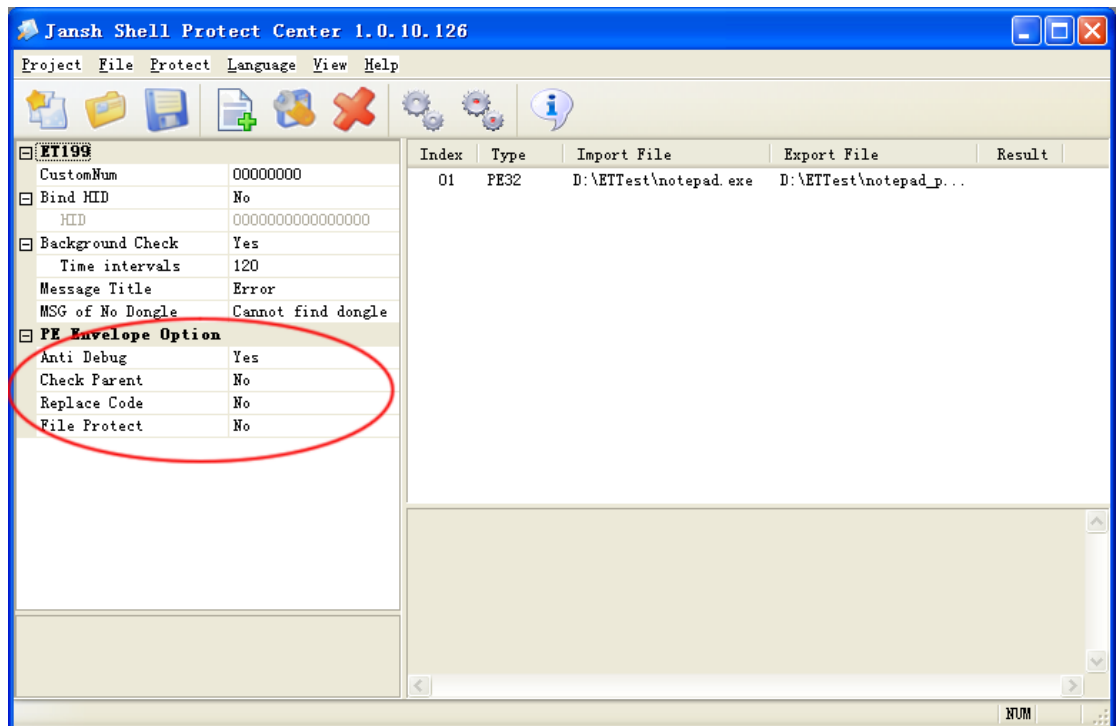 Jansh Shell Protect Center 1.0.10.126
Project File Protect Language View Help
ET199
CustomNum 00000000
Bind HID No
HID 0000000000000000
Background Check Yes
Time intervals 120
Message Title Error
MSG of No Dongle Cannot find dongle
PE Envelope Option
Anti Debug Yes
Check Parent No
Replace Code No
File Protect No
Index Type Import File Export File Result
01 PE32 D:\ETTest\notepad.exe D:\ETTest\notepad_p...
NUM